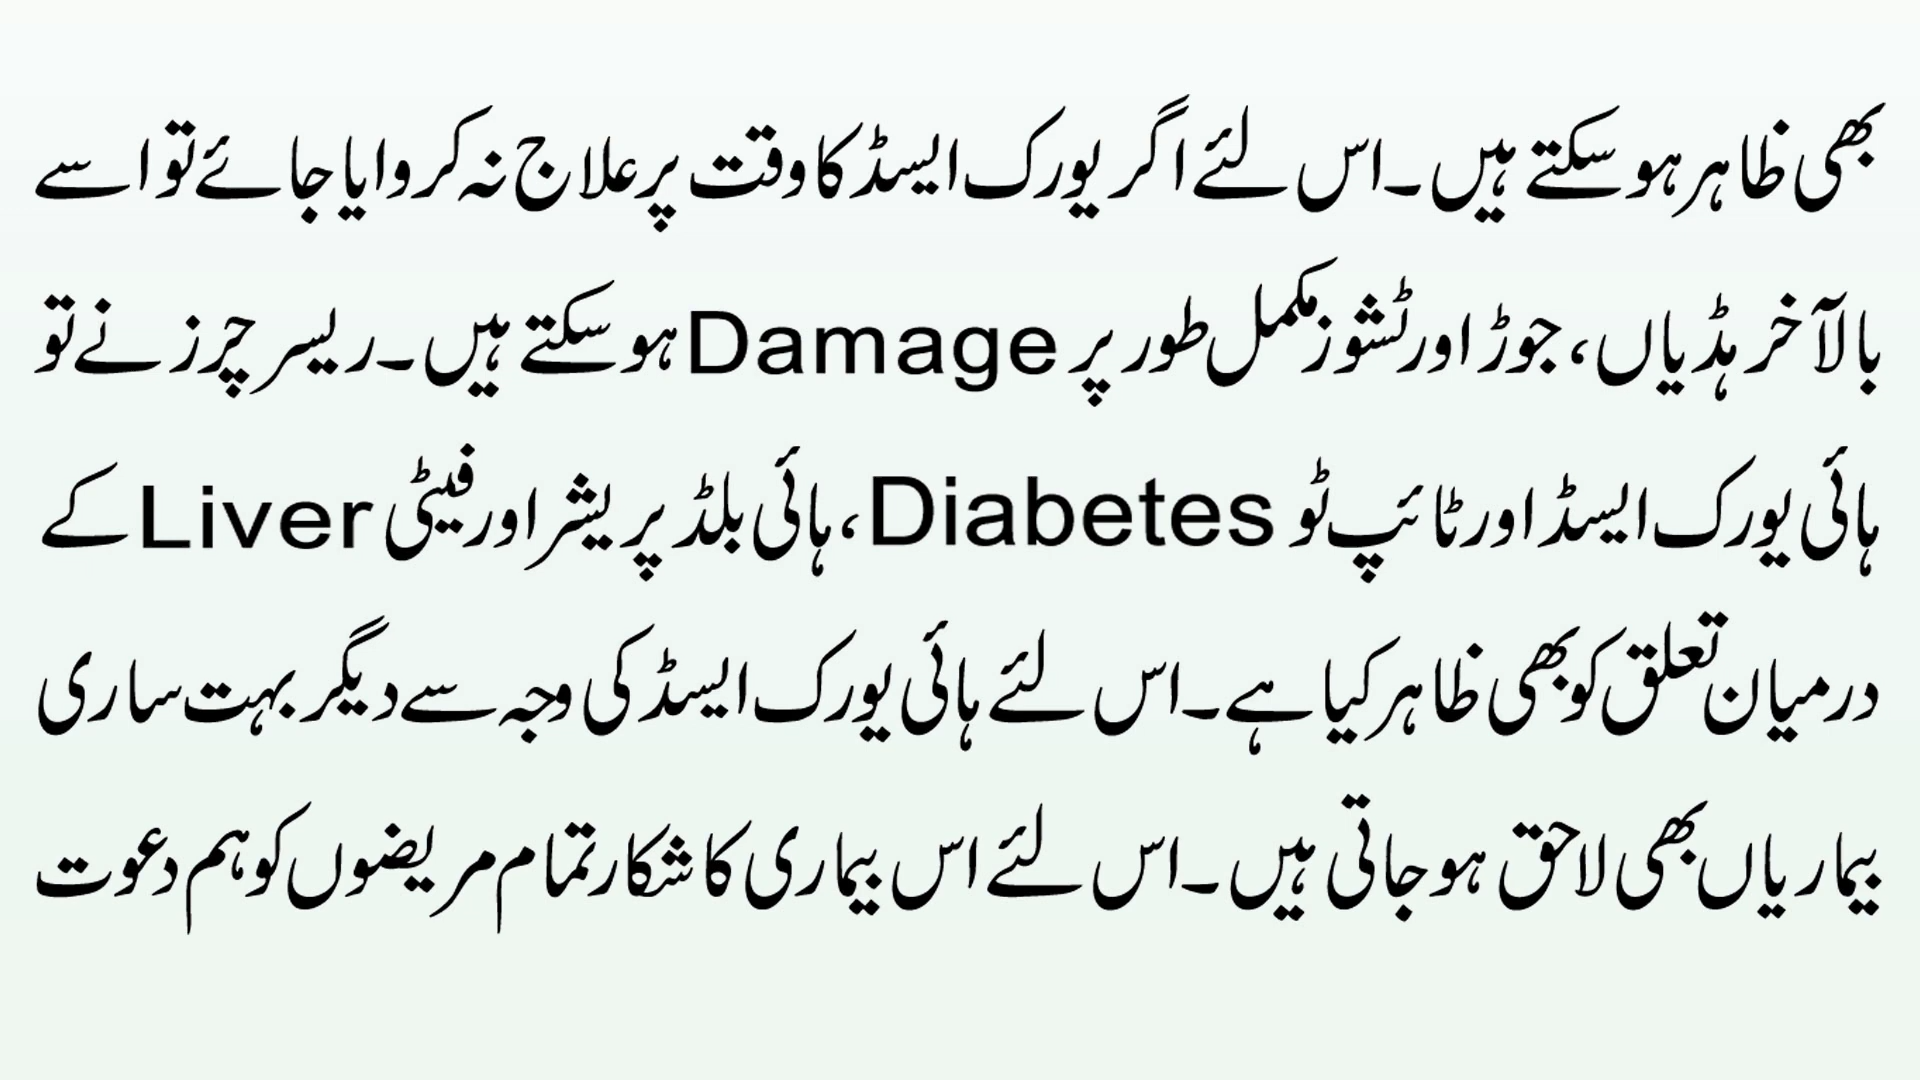 بھی ظاہر ہو سکتے ہیں۔ اس لئے اگر یورک ایسڈ کا وقت پر علاج نہ کروایا جائے تو اسے
بالآخر ہڈیاں، جوڑ اور ٹشوز مکمل طور پر Damage ہو سکتے ہیں۔ ریسرچرز نے تو
ہائی یورک ایسڈ اور ٹائپ ٹو Diabetes، ہائی بلڈ پریشر اور فیٹی Liver کے
درمیان تعلق کو بھی ظاہر کیا ہے۔ اس لئے ہائی یورک ایسڈ کی وجہ سے دیگر بہت ساری
بیماریاں بھی لاحق ہو جاتی ہیں۔ اس لئے اس بیماری کا شکار تمام مریضوں کو ہم دعوت